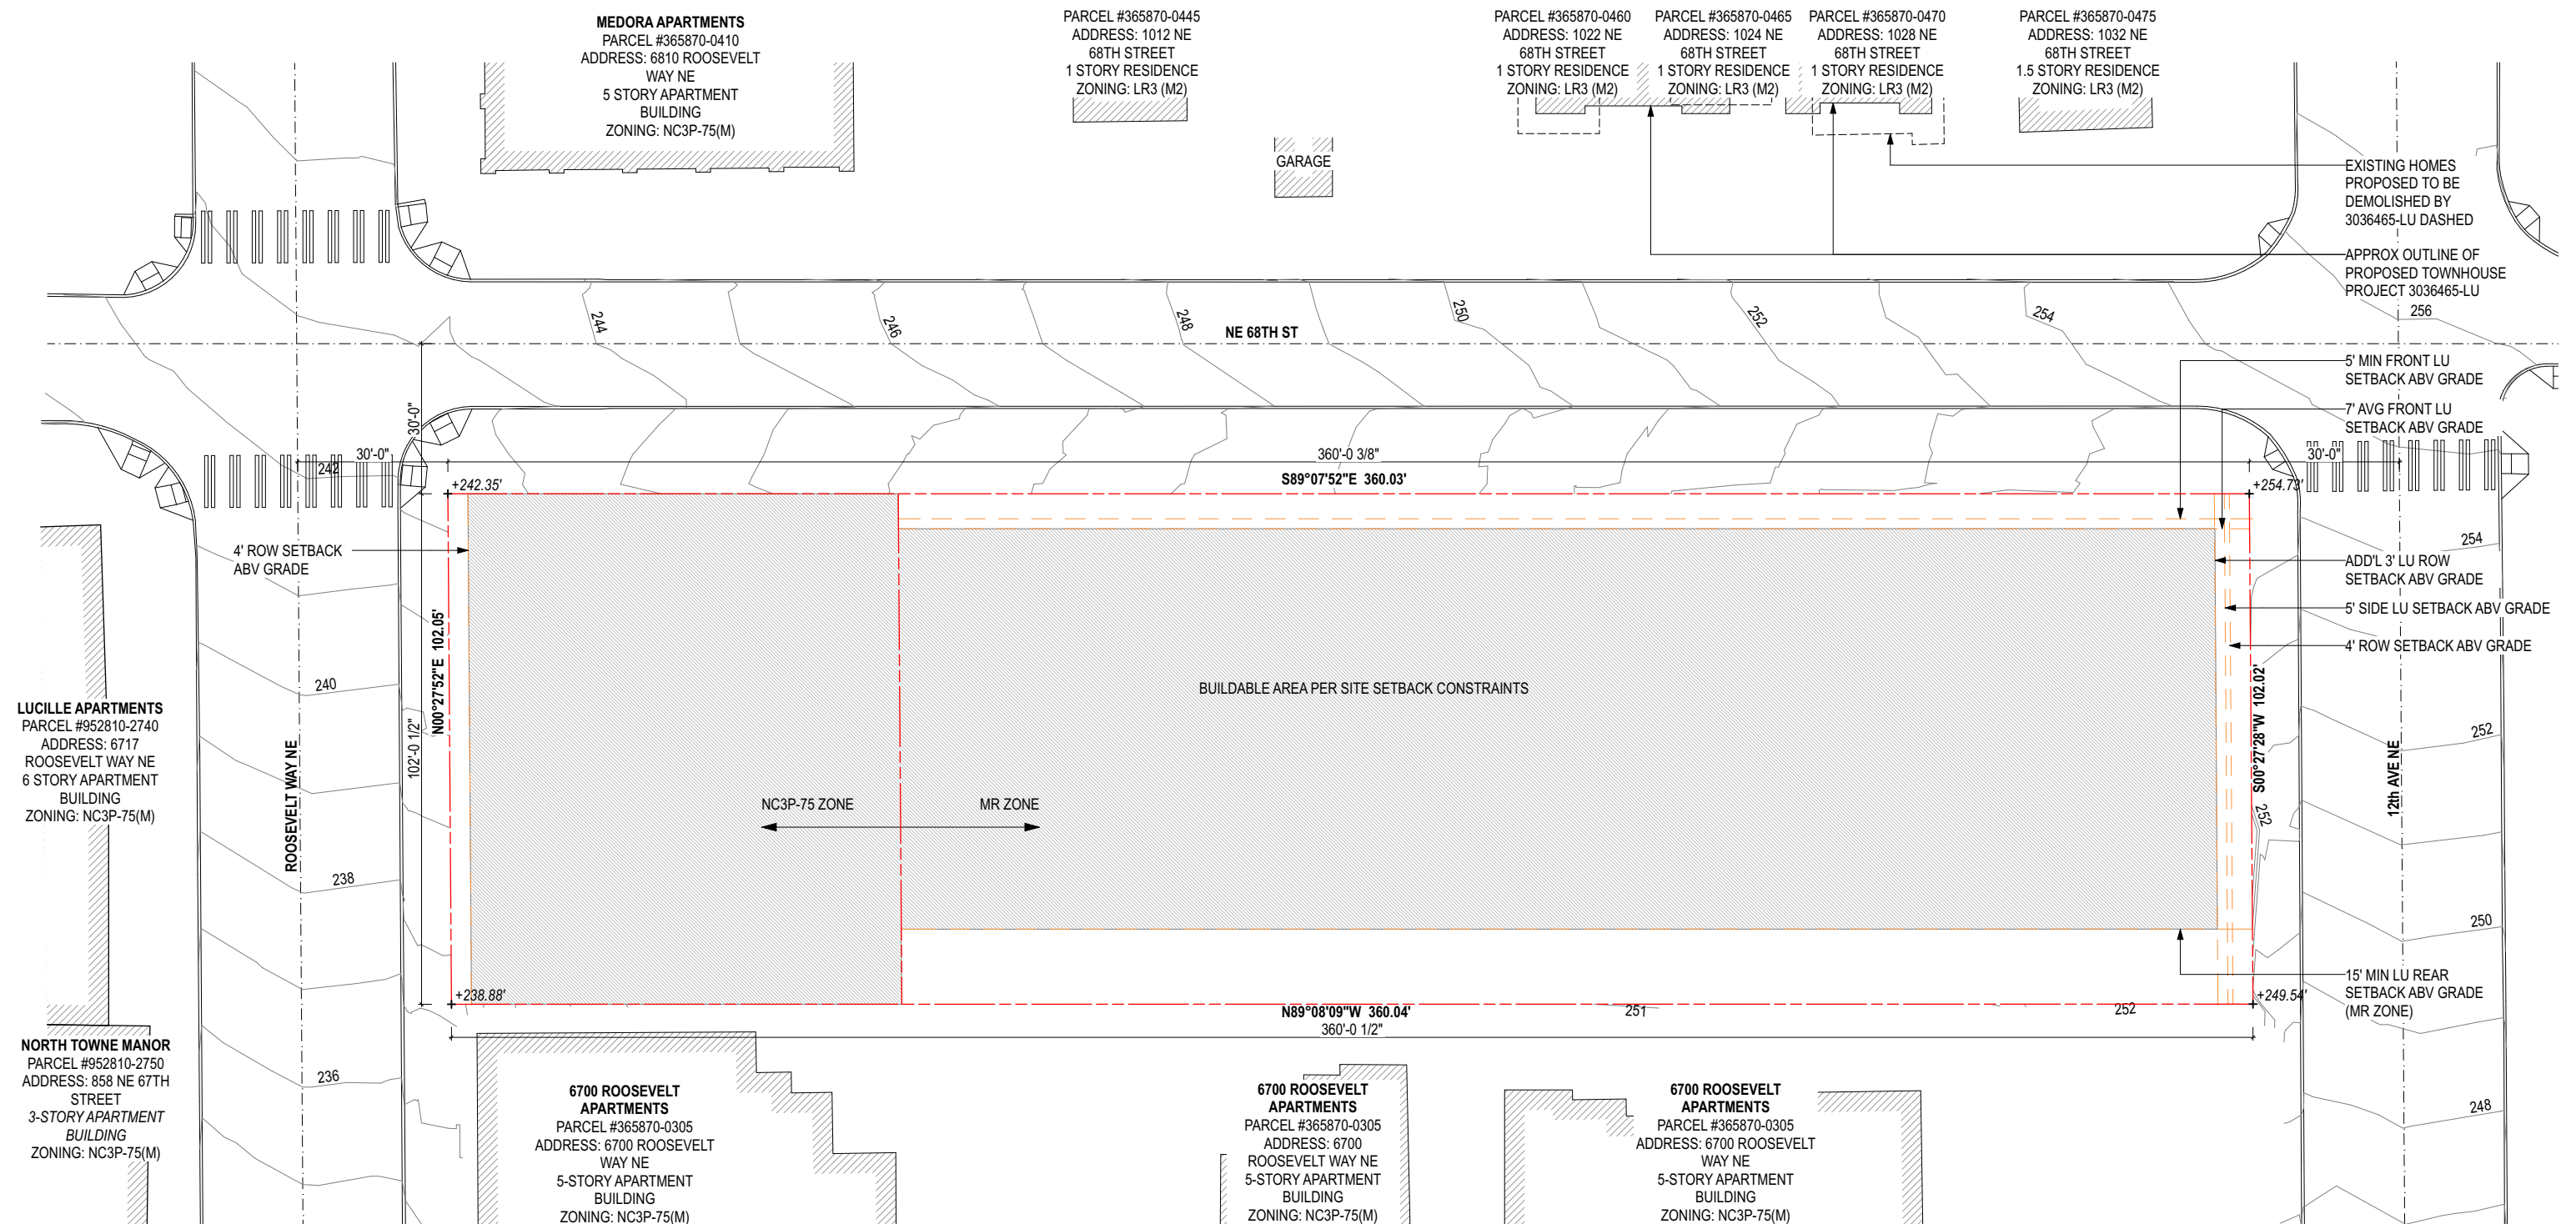 MEDORA APARTMENTS
PARCEL #365870-0410
ADDRESS: 6810 ROOSEVELT
WAY NE
5 STORY APARTMENT
BUILDING
ZONING: NC3P-75(M)
PARCEL #365870-0445
ADDRESS: 1012 NE
68TH STREET
1 STORY RESIDENCE
ZONING: LR3 (M2)
PARCEL #365870-0460
ADDRESS: 1022 NE
68TH STREET
1 STORY RESIDENCE
ZONING: LR3 (M2)
PARCEL #365870-0465
ADDRESS: 1024 NE
68TH STREET
1 STORY RESIDENCE
ZONING: LR3 (M2)
PARCEL #365870-0470
ADDRESS: 1028 NE
68TH STREET
1 STORY RESIDENCE
ZONING: LR3 (M2)
PARCEL #365870-0475
ADDRESS: 1032 NE
68TH STREET
1.5 STORY RESIDENCE
ZONING: LR3 (M2)
GARAGE
EXISTING HOMES
PROPOSED TO BE
DEMOLISHED BY
3036465-LU DASHED
APPROX OUTLINE OF
PROPOSED TOWNHOUSE
PROJECT 3036465-LU
256
244
246
248
NE 68TH ST
250
252
254
5' MIN FRONT LU
SETBACK ABV GRADE
7' AVG FRONT LU
SETBACK ABV GRADE
30'-0"
30'-0"
242
360'-0 3/8"
30'-0"
S89°07'52"E 360.03'
+242.35'
+254.73'
4' ROW SETBACK
ABV GRADE
254
ADD'L 3' LU ROW
SETBACK ABV GRADE
5' SIDE LU SETBACK ABV GRADE
4' ROW SETBACK ABV GRADE
N00°27'52"E 102.05'
102'-0 1/2"
240
BUILDABLE AREA PER SITE SETBACK CONSTRAINTS
S00°27'28"W 102.02'
252
252
12th AVE NE
LUCILLE APARTMENTS
PARCEL #952810-2740
ADDRESS: 6717
ROOSEVELT WAY NE
6 STORY APARTMENT
BUILDING
ZONING: NC3P-75(M)
ROOSEVELT WAY NE
NC3P-75 ZONE
MR ZONE
238
250
15' MIN LU REAR
SETBACK ABV GRADE
(MR ZONE)
+238.88'
+249.54'
N89°08'09"W 360.04'
360'-0 1/2"
251
252
NORTH TOWNE MANOR
PARCEL #952810-2750
ADDRESS: 858 NE 67TH
STREET
3-STORY APARTMENT
BUILDING
ZONING: NC3P-75(M)
236
248
6700 ROOSEVELT
APARTMENTS
PARCEL #365870-0305
ADDRESS: 6700 ROOSEVELT
WAY NE
5-STORY APARTMENT
BUILDING
ZONING: NC3P-75(M)
6700 ROOSEVELT
APARTMENTS
PARCEL #365870-0305
ADDRESS: 6700
ROOSEVELT WAY NE
5-STORY APARTMENT
BUILDING
ZONING: NC3P-75(M)
6700 ROOSEVELT
APARTMENTS
PARCEL #365870-0305
ADDRESS: 6700 ROOSEVELT
WAY NE
5-STORY APARTMENT
BUILDING
ZONING: NC3P-75(M)